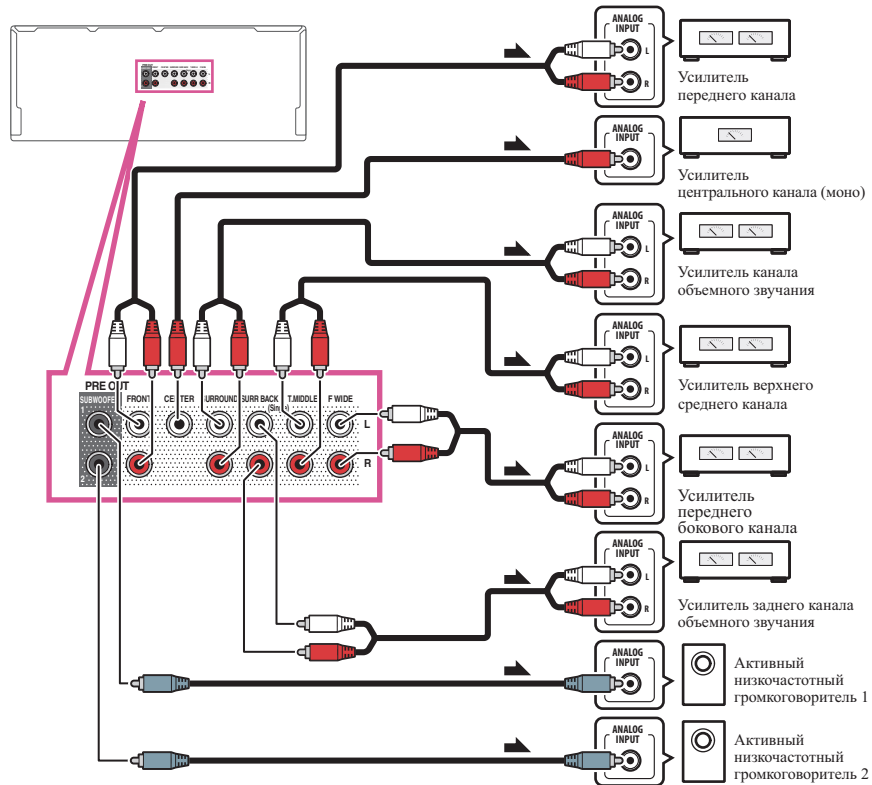 ANALOG
INPUT
L
R
Усилитель
переднего канала
ANALOG
INPUT
Усилитель
центрального канала (моно)
ANALOG
INPUT
L
R
Усилитель канала
объемного звучания
ANALOG
INPUT
L
R
Усилитель верхнего
среднего канала
PRE OUT
SUBWOOFE
FRONT
CENTER
SURROUND
SURR BACK
(Single)
T.MIDDLE
F WIDE
1
L
2
R
ANALOG
INPUT
L
R
Усилитель
переднего
бокового канала
ANALOG
INPUT
L
R
Усилитель заднего канала
объемного звучания
ANALOG
INPUT
Активный
низкочастотный
громкоговоритель 1
ANALOG
INPUT
Активный
низкочастотный
громкоговоритель 2